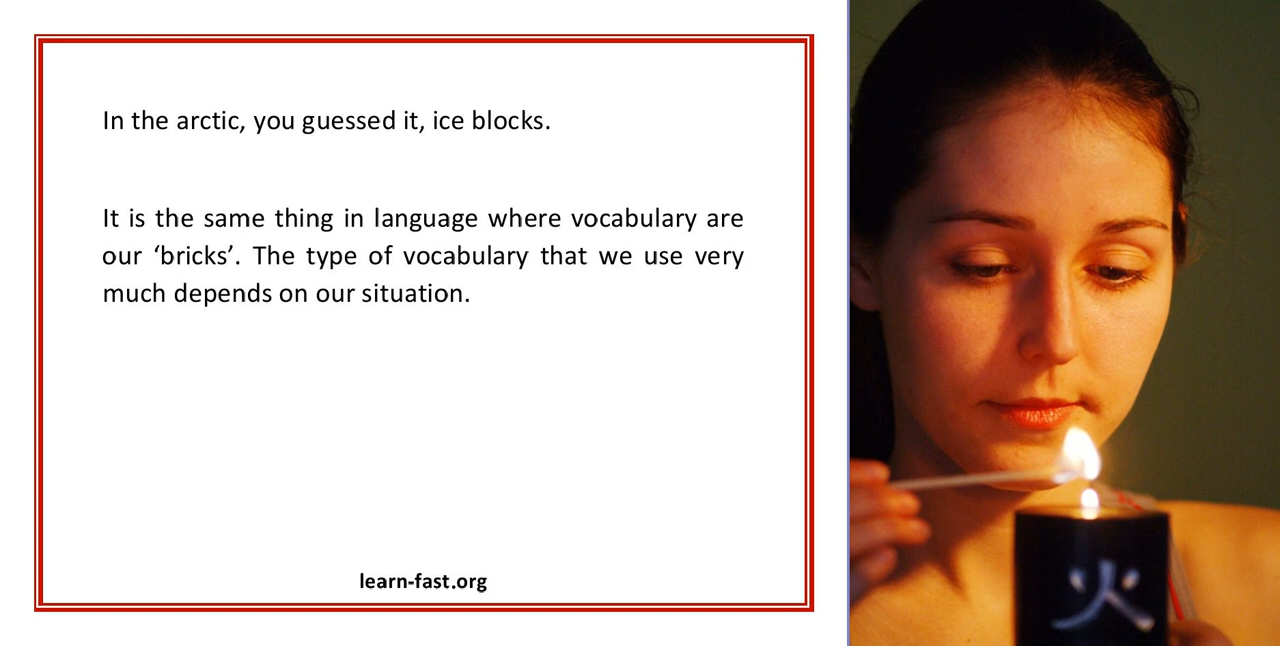 In the arctic, you guessed it, ice blocks.
It is the same thing in language where vocabulary are
our ‘bricks’. The type of vocabulary that we use very
much depends on our situation.
learn-fast.org
火